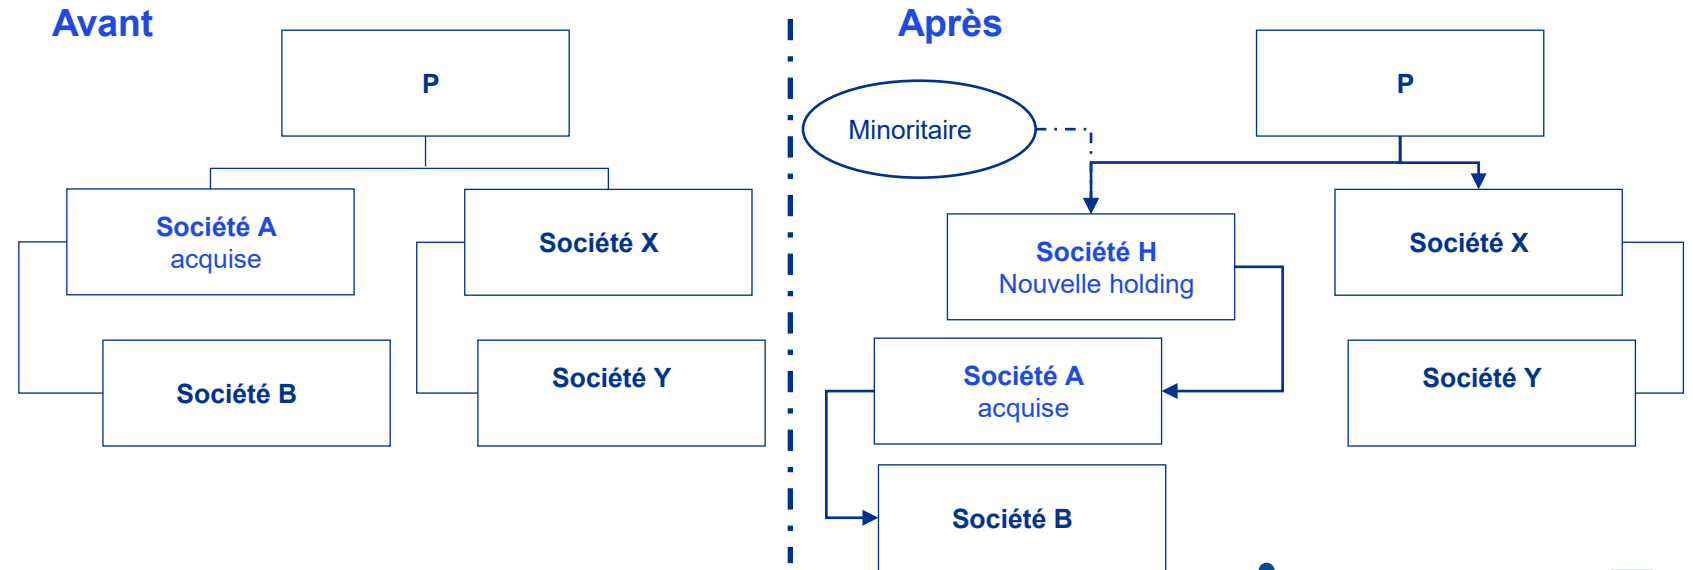 Avant
P
Société A
acquise
Société X
Société B
Société Y
Après
Minoritaire
P
Société H
Nouvelle holding
Société X
Société A
acquise
Société Y
Société B